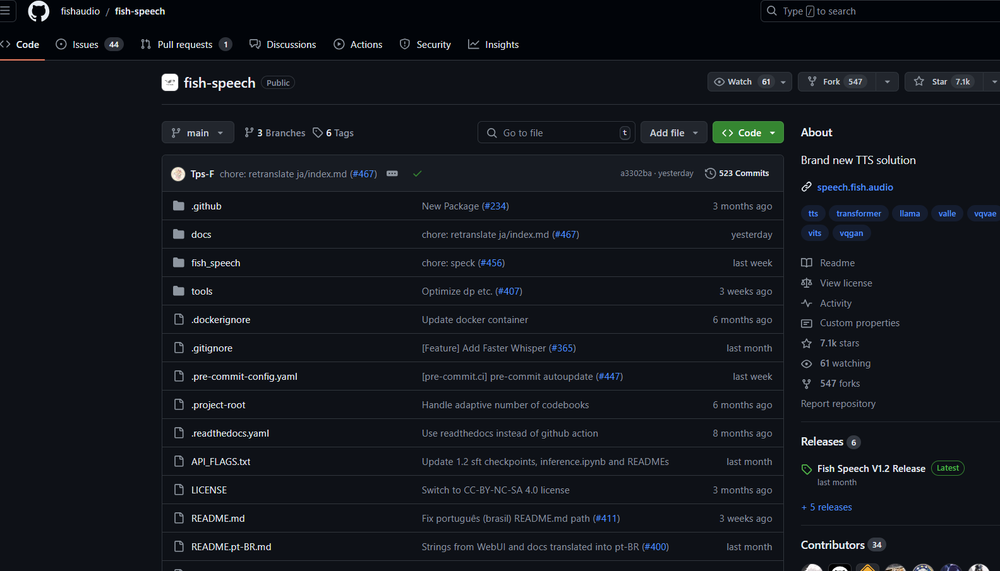 fishaudio / fish-speech
Type / to search
Code
Issues 44
Pull requests 1
Discussions
Actions
Security
Insights
fish-speech Public
Watch 61
Fork 547
Star 7.1k
main
3 Branches
6 Tags
Go to file
t
Add file
Code
Tps-F chore: retranslate ja/index.md (#467)
a3302ba · yesterday
523 Commits
.github New Package (#234) 3 months ago
docs chore: retranslate ja/index.md (#467) yesterday
fish_speech chore: speck (#456) last week
tools Optimize dp etc. (#407) 3 weeks ago
.dockerignore Update docker container 6 months ago
.gitignore [Feature] Add Faster Whisper (#365) last month
.pre-commit-config.yaml [pre-commit.ci] pre-commit autoupdate (#447) last week
.project-root Handle adaptive number of codebooks 6 months ago
.readthedocs.yaml Use readthedocs instead of github action 8 months ago
API_FLAGS.txt Update 1.2 sft checkpoints, inference.ipynb and READMEs last month
LICENSE Switch to CC-BY-NC-SA 4.0 license 3 months ago
README.md Fix português (brasil) README.md path (#411) 3 weeks ago
README.pt-BR.md Strings from WebUI and docs translated into pt-BR (#400) last month
About
Brand new TTS solution
speech.fish.audio
tts transformer llama valle vqvae
vits vqgan
Readme
View license
Activity
Custom properties
7.1k stars
61 watching
547 forks
Report repository
Releases 6
Fish Speech V1.2 Release Latest
last month
+ 5 releases
Contributors 34